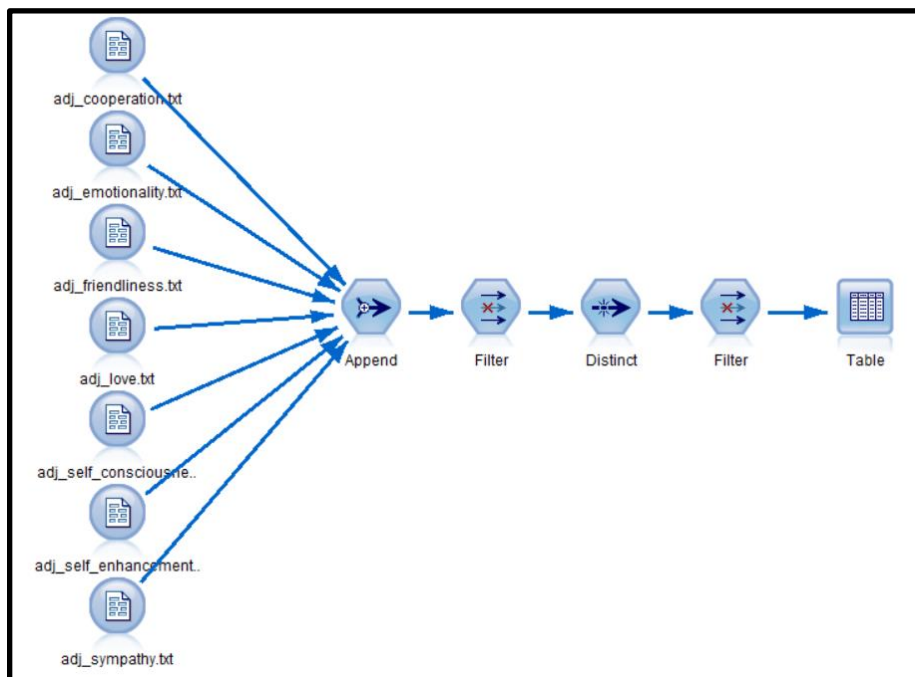 adj_cooperation.txt
adj_emotionality.txt
adj_friendliness.txt
adj_love.txt
adj_self_consciousne..
adj_self_enhancement..
adj_sympathy.txt
Append
Filter
Distinct
Filter
Table